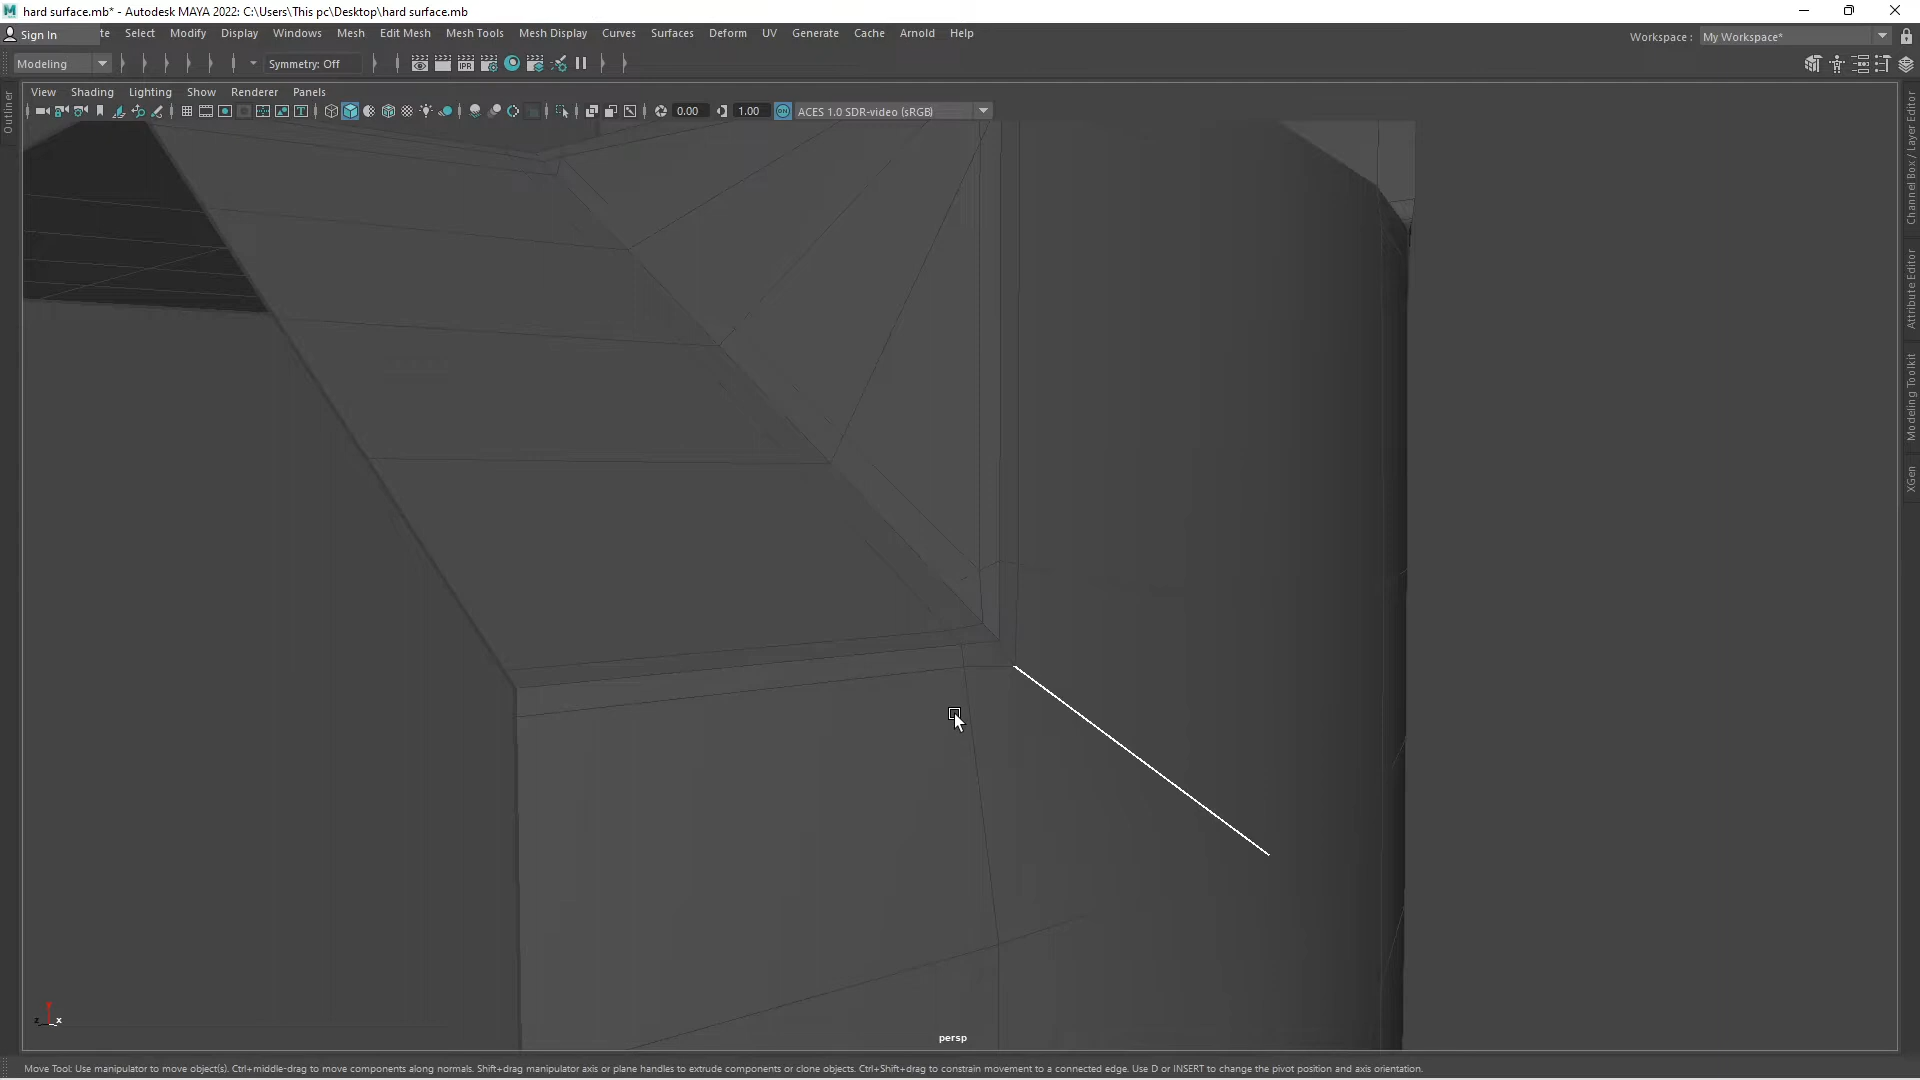 hard surface.mb* - Autodesk MAYA 2022: C:\Users\This pc\Desktop\hard surface.mb
Sign In te Select Modify Display Windows Mesh Edit Mesh Mesh Tools Mesh Display Curves Surfaces Deform UV Generate Cache Arnold Help
Workspace : My Workspace*
Modeling Symmetry: Off
IPR
View Shading Lighting Show Renderer Panels
0.00 1.00 ON ACES 1.0 SDR-video (sRGB)
Outliner
Channel Box / Layer Editor
Attribute Editor
Modeling Toolkit
XGen
z x
persp
Move Tool: Use manipulator to move object(s). Ctrl+middle-drag to move components along normals. Shift+drag manipulator axis or plane handles to extrude components or clone objects. Ctrl+Shift+drag to constrain movement to a connected edge. Use D or INSERT to change the pivot position and axis orientation.